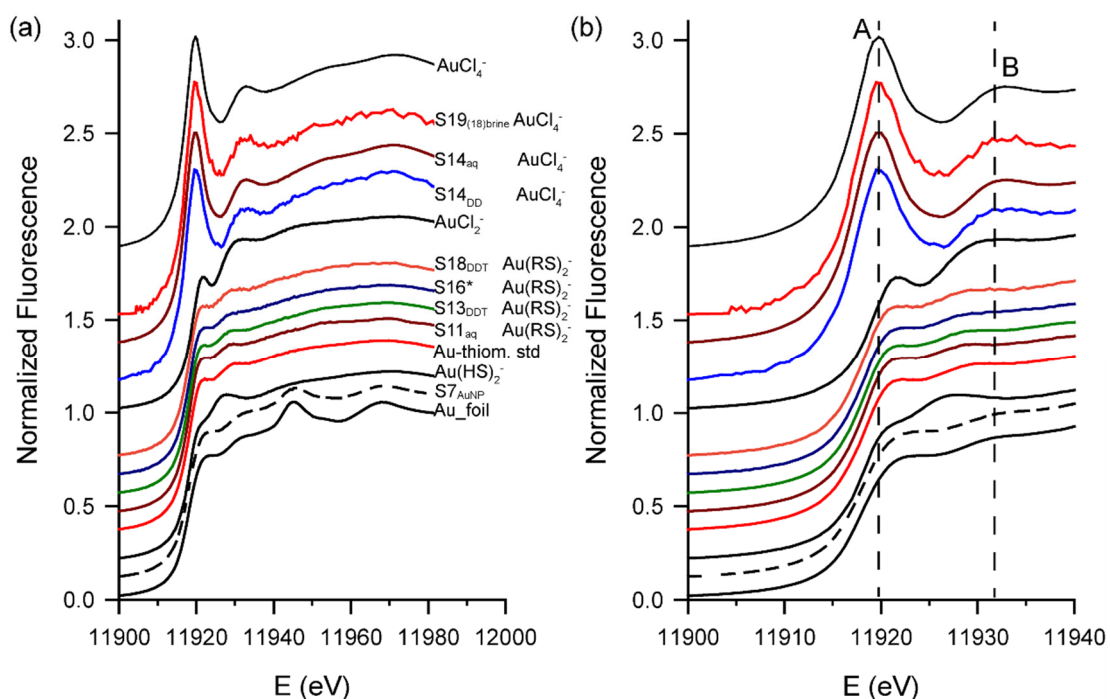 (a)
(b)
3.0
2.5
2.0
1.5
1.0
0.5
0.0
Normalized Fluorescence
AuCl₄⁻
S19₍₁₈₎brine AuCl₄⁻
S14aq AuCl₄⁻
S14DD AuCl₄⁻
AuCl₂⁻
S18DDT Au(RS)₂⁻
S16* Au(RS)₂⁻
S13DDT Au(RS)₂⁻
S11aq Au(RS)₂⁻
Au-thiom. std
Au(HS)₂⁻
S7AuNP
Au_foil
11900 11920 11940 11960 11980 12000
E (eV)
3.0
2.5
2.0
1.5
1.0
0.5
0.0
Normalized Fluorescence
A
B
11900 11910 11920 11930 11940
E (eV)